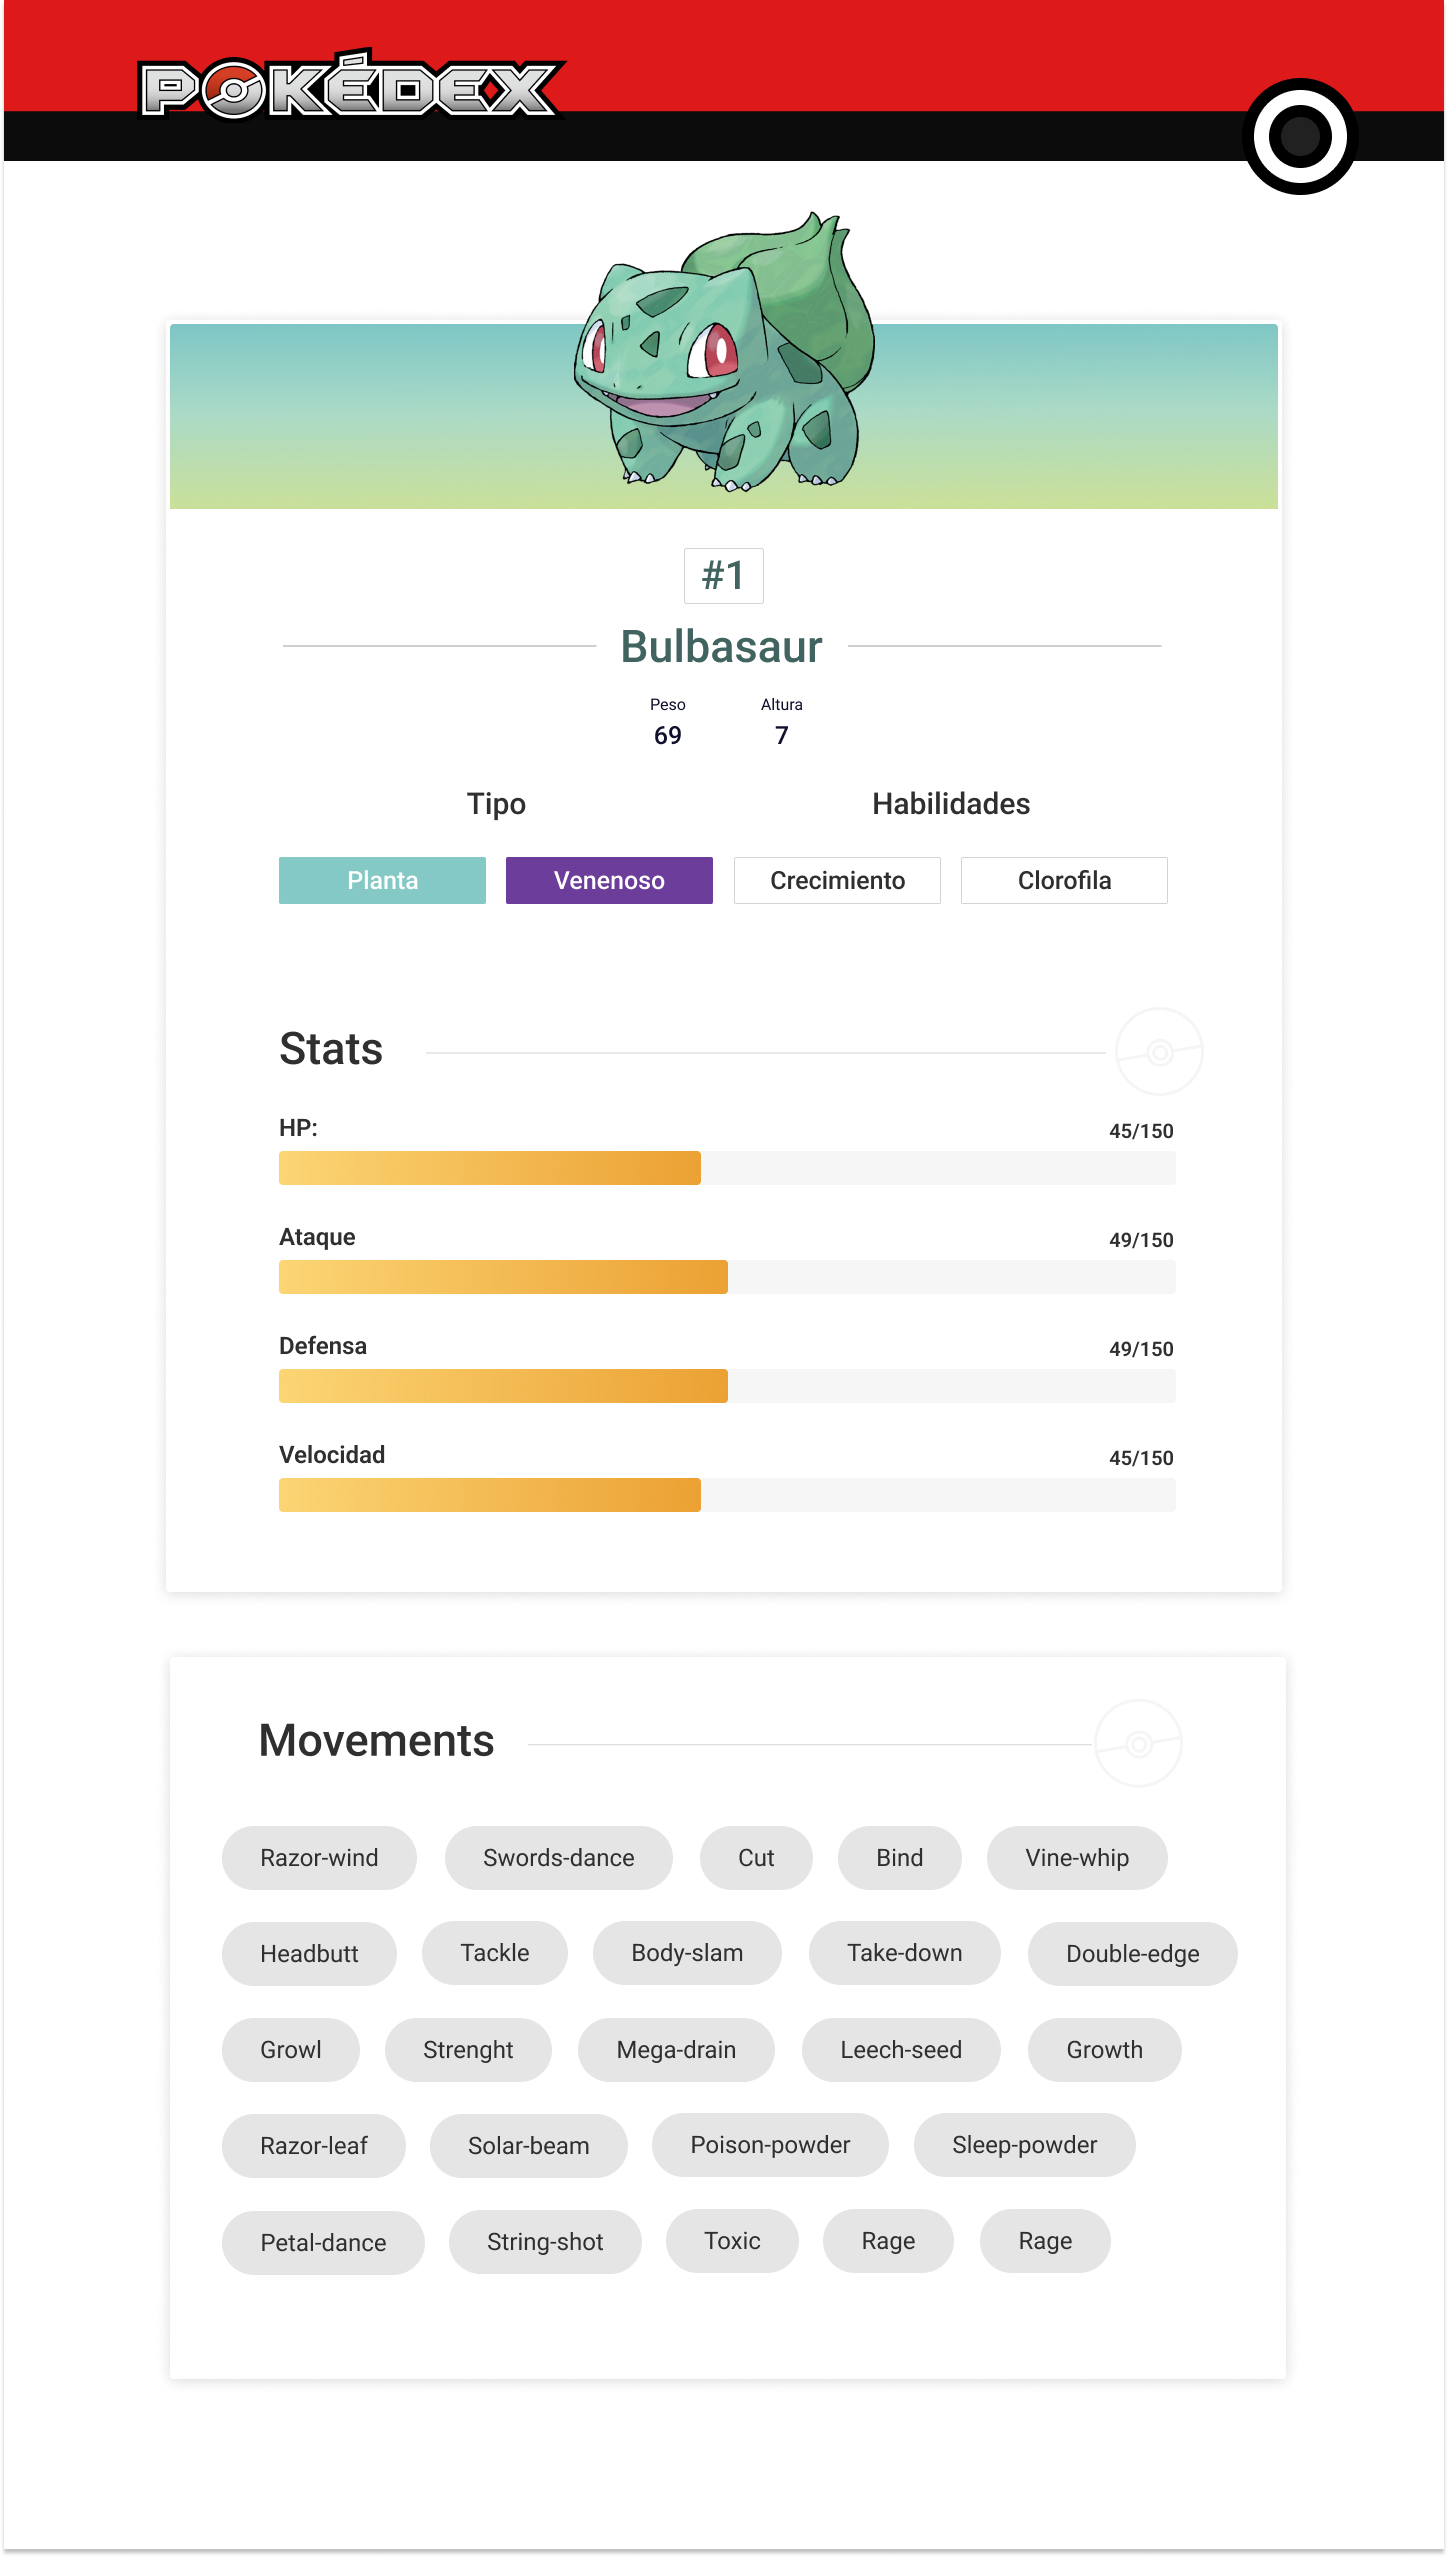 POKÉDEX
#1
Bulbasaur
Peso Altura
69 7
Tipo Habilidades
Planta Venenoso Crecimiento Clorofila
Stats
HP: 45/150
Ataque 49/150
Defensa 49/150
Velocidad 45/150
Movements
Razor-wind Swords-dance Cut Bind Vine-whip
Headbutt Tackle Body-slam Take-down Double-edge
Growl Strenght Mega-drain Leech-seed Growth
Razor-leaf Solar-beam Poison-powder Sleep-powder
Petal-dance String-shot Toxic Rage Rage